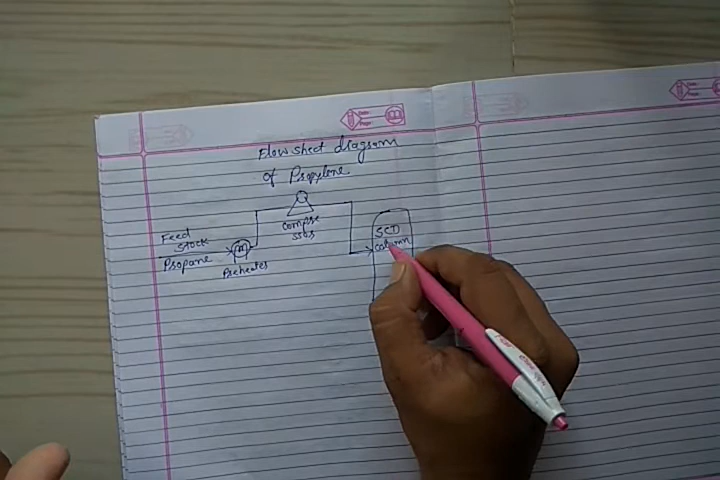 Flow sheet diagram
of Propylene
Feed
Stock
Propane
Preheater
Compre
ssor
SCD
Column